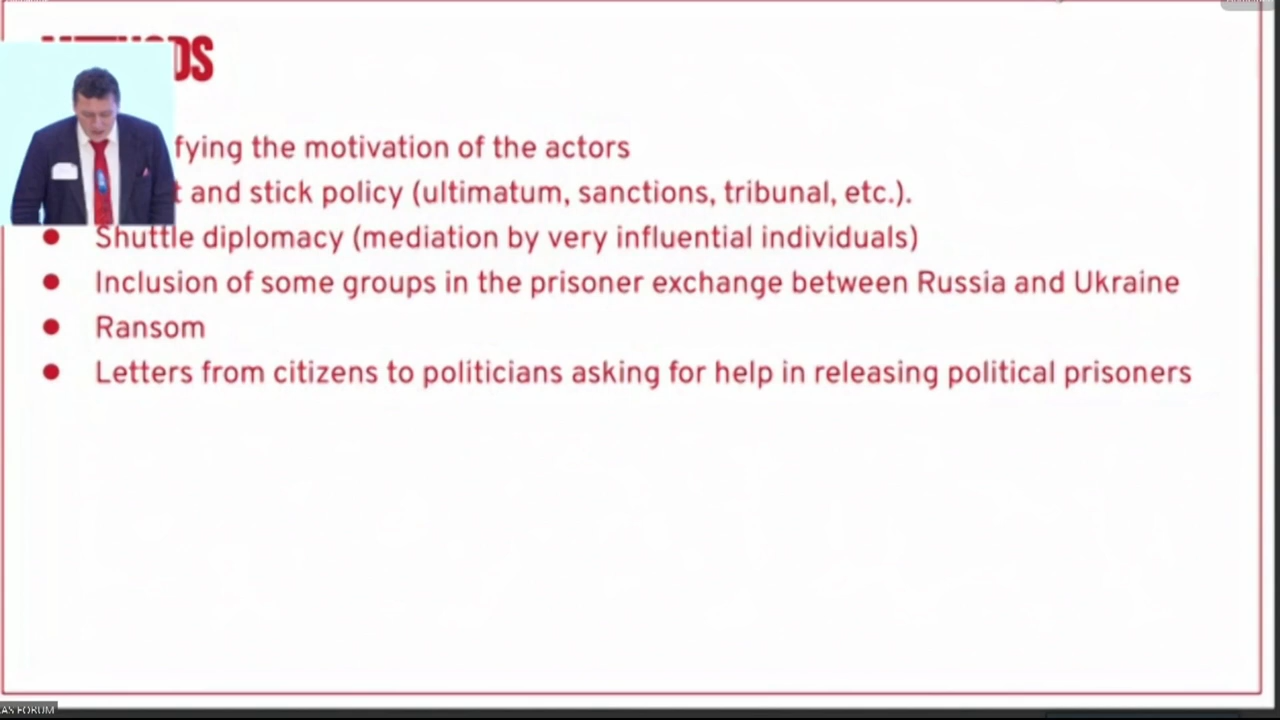 fying the motivation of the actors
t and stick policy (ultimatum, sanctions, tribunal, etc.).
Shuttle diplomacy (mediation by very influential individuals)
Inclusion of some groups in the prisoner exchange between Russia and Ukraine
Ransom
Letters from citizens to politicians asking for help in releasing political prisoners
AS FORUM